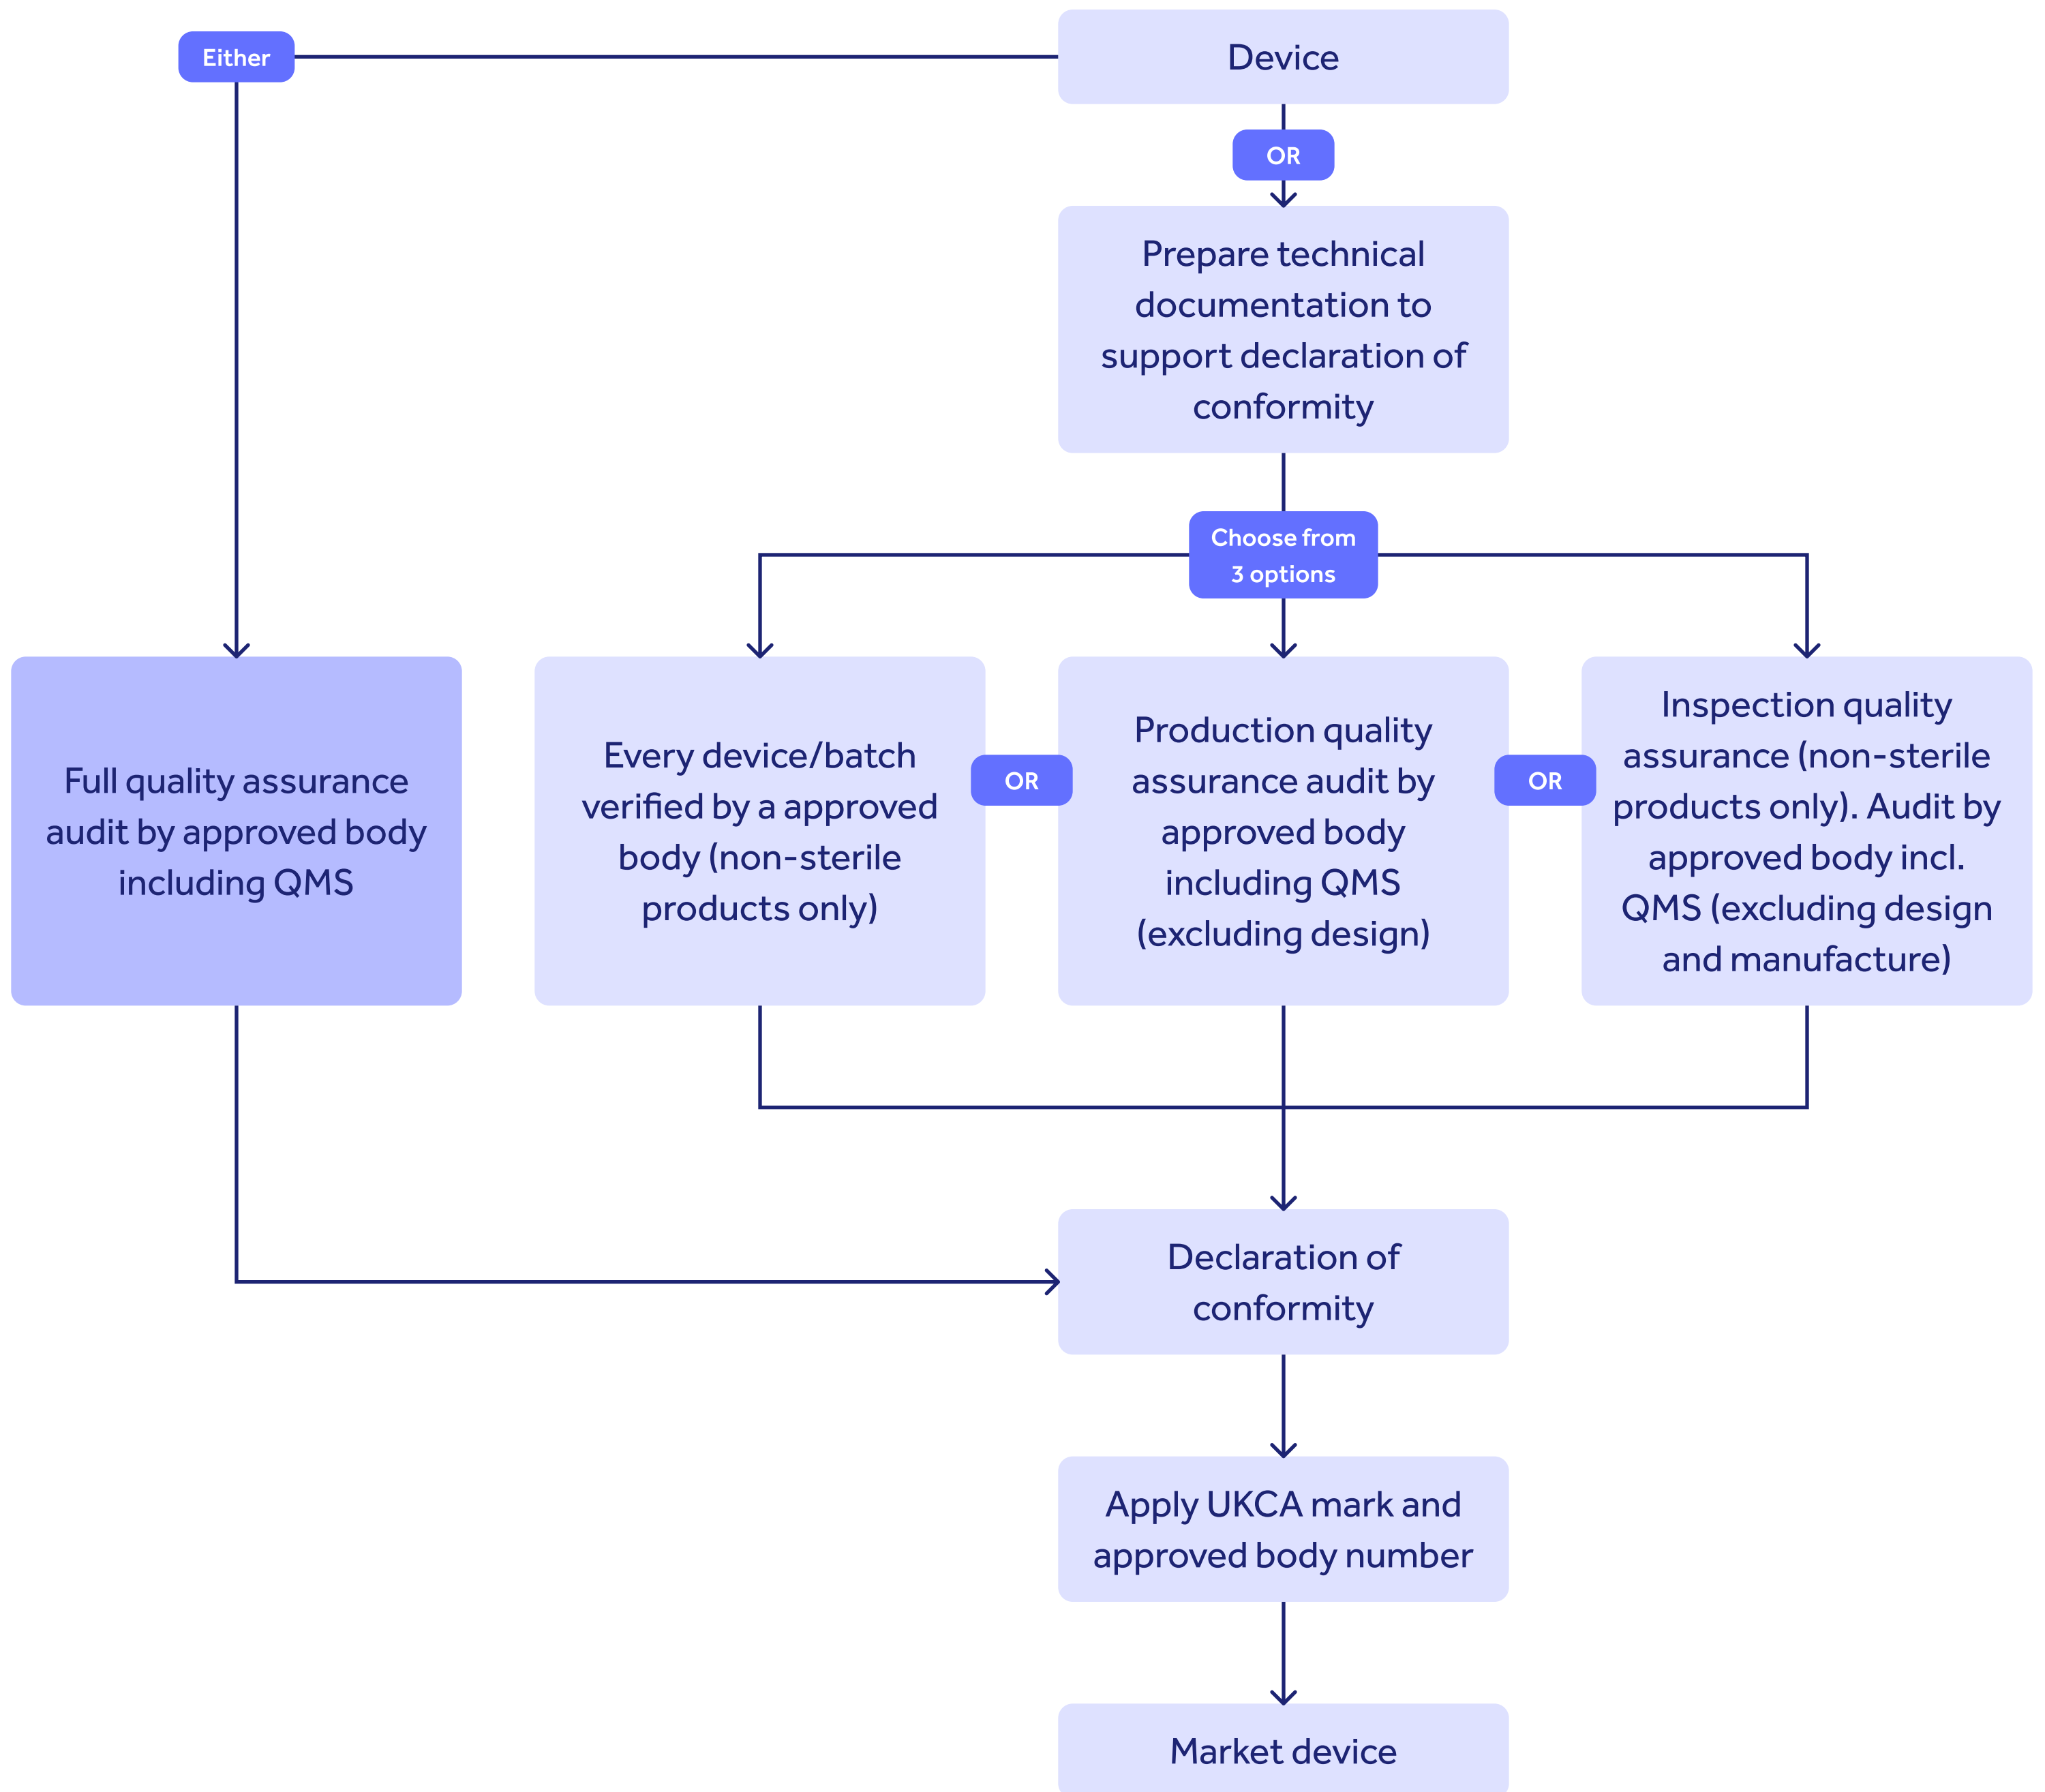 Either
Device
OR
Prepare technical
documentation to
support declaration of
conformity
Choose from
3 options
Full quality assurance
audit by approved body
including QMS
Every device/batch
verified by a approved
body (non-sterile
products only)
OR
Production quality
assurance audit by
approved body
including QMS
(excluding design)
OR
Inspection quality
assurance (non-sterile
products only). Audit by
approved body incl.
QMS (excluding design
and manufacture)
Declaration of
conformity
Apply UKCA mark and
approved body number
Market device